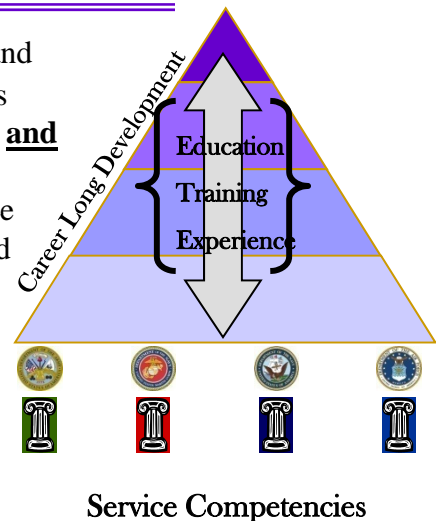 nd
s
and
e
d
Career Long Development
Education
Training
Experience
Service Competencies